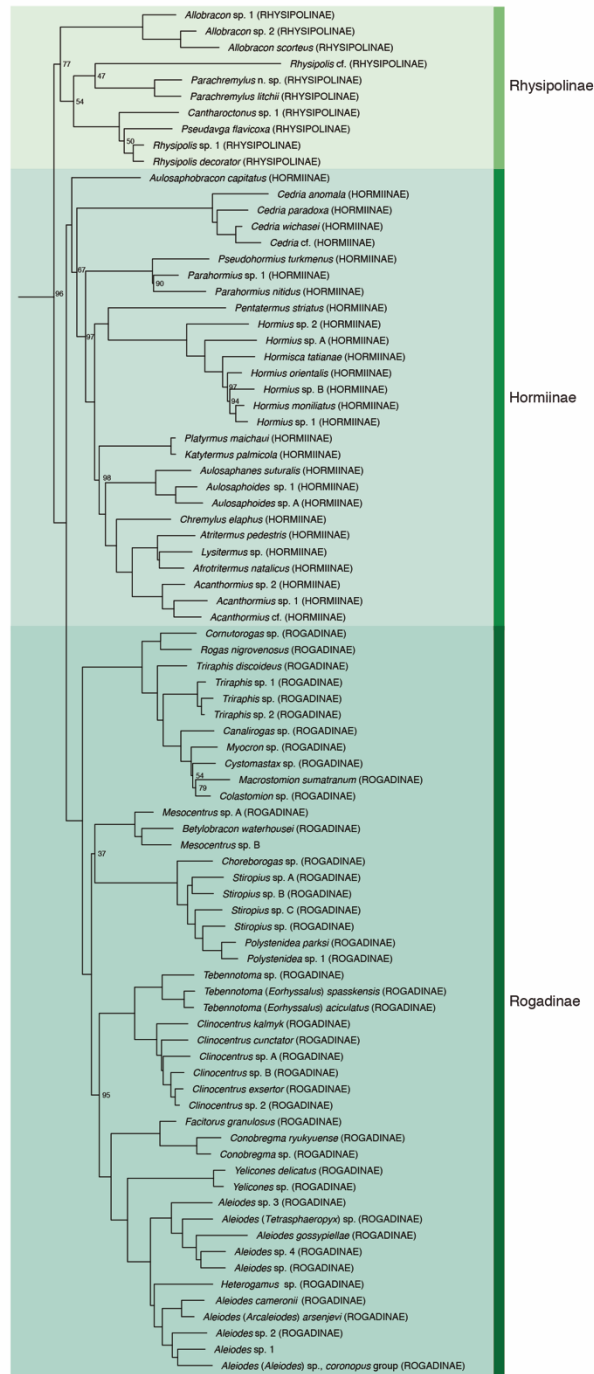 Allobracon sp. 1 (RHYSIPOLINAE)
Allobracon sp. 2 (RHYSIPOLINAE)
Allobracon scorteus (RHYSIPOLINAE)
77
Rhysipolis cf. (RHYSIPOLINAE)
47
Parachremylus n. sp. (RHYSIPOLINAE)
Rhysipolinae
Parachremylus litchii (RHYSIPOLINAE)
54
Cantharoctonus sp. 1 (RHYSIPOLINAE)
Pseudavga flavicoxa (RHYSIPOLINAE)
50
Rhysipolis sp. 1 (RHYSIPOLINAE)
Rhysipolis decorator (RHYSIPOLINAE)
Aulosaphobracon capitatus (HORMIINAE)
Cedria anomala (HORMIINAE)
Cedria paradoxa (HORMIINAE)
Cedria wichasei (HORMIINAE)
Cedria cf. (HORMIINAE)
Pseudohormius turkmenus (HORMIINAE)
67
Parahormius sp. 1 (HORMIINAE)
90
Parahormius nitidus (HORMIINAE)
96
Pentatermus striatus (HORMIINAE)
Hormius sp. 2 (HORMIINAE)
97
Hormius sp. A (HORMIINAE)
Hormisca tatianae (HORMIINAE)
Hormius orientalis (HORMIINAE)
97
Hormius sp. B (HORMIINAE)
Hormiinae
94
Hormius moniliatus (HORMIINAE)
Hormius sp. 1 (HORMIINAE)
Platyrmus maichaui (HORMIINAE)
Katytermus palmicola (HORMIINAE)
Aulosaphanes suturalis (HORMIINAE)
98
Aulosaphoides sp. 1 (HORMIINAE)
Aulosaphoides sp. A (HORMIINAE)
Chremylus elaphus (HORMIINAE)
Atritermus pedestris (HORMIINAE)
Lysitermus sp. (HORMIINAE)
Afrotritermus natalicus (HORMIINAE)
Acanthormius sp. 2 (HORMIINAE)
Acanthormius sp. 1 (HORMIINAE)
Acanthormius cf. (HORMIINAE)
Cornutorogas sp. (ROGADINAE)
Rogas nigrovenosus (ROGADINAE)
Triraphis discoideus (ROGADINAE)
Triraphis sp. 1 (ROGADINAE)
Triraphis sp. (ROGADINAE)
Triraphis sp. 2 (ROGADINAE)
Canalirogas sp. (ROGADINAE)
Myocron sp. (ROGADINAE)
Cystomastax sp. (ROGADINAE)
54
Macrostomion sumatranum (ROGADINAE)
79
Colastomion sp. (ROGADINAE)
Mesocentrus sp. A (ROGADINAE)
Betylobracon waterhousei (ROGADINAE)
Mesocentrus sp. B
37
Choreborogas sp. (ROGADINAE)
Stiropius sp. A (ROGADINAE)
Stiropius sp. B (ROGADINAE)
Stiropius sp. C (ROGADINAE)
Stiropius sp. (ROGADINAE)
Polystenidea parksi (ROGADINAE)
Polystenidea sp. 1 (ROGADINAE)
Tebennotoma sp. (ROGADINAE)
Tebennotoma (Eorhyssalus) spasskensis (ROGADINAE)
Rogadinae
Tebennotoma (Eorhyssalus) aciculatus (ROGADINAE)
Clinocentrus kalmyk (ROGADINAE)
Clinocentrus cunctator (ROGADINAE)
Clinocentrus sp. A (ROGADINAE)
Clinocentrus sp. B (ROGADINAE)
Clinocentrus exsertor (ROGADINAE)
95
Clinocentrus sp. 2 (ROGADINAE)
Facitorus granulosus (ROGADINAE)
Conobregma ryukyuense (ROGADINAE)
Conobregma sp. (ROGADINAE)
Yelicones delicatus (ROGADINAE)
Yelicones sp. (ROGADINAE)
Aleiodes sp. 3 (ROGADINAE)
Aleiodes (Tetrasphaeropyx) sp. (ROGADINAE)
Aleiodes gossypiellae (ROGADINAE)
Aleiodes sp. 4 (ROGADINAE)
Aleiodes sp. (ROGADINAE)
Heterogamus sp. (ROGADINAE)
Aleiodes cameronii (ROGADINAE)
Aleiodes (Arcaleiodes) arsenjevi (ROGADINAE)
Aleiodes sp. 2 (ROGADINAE)
Aleiodes sp. 1
Aleiodes (Aleiodes) sp., coronopus group (ROGADINAE)